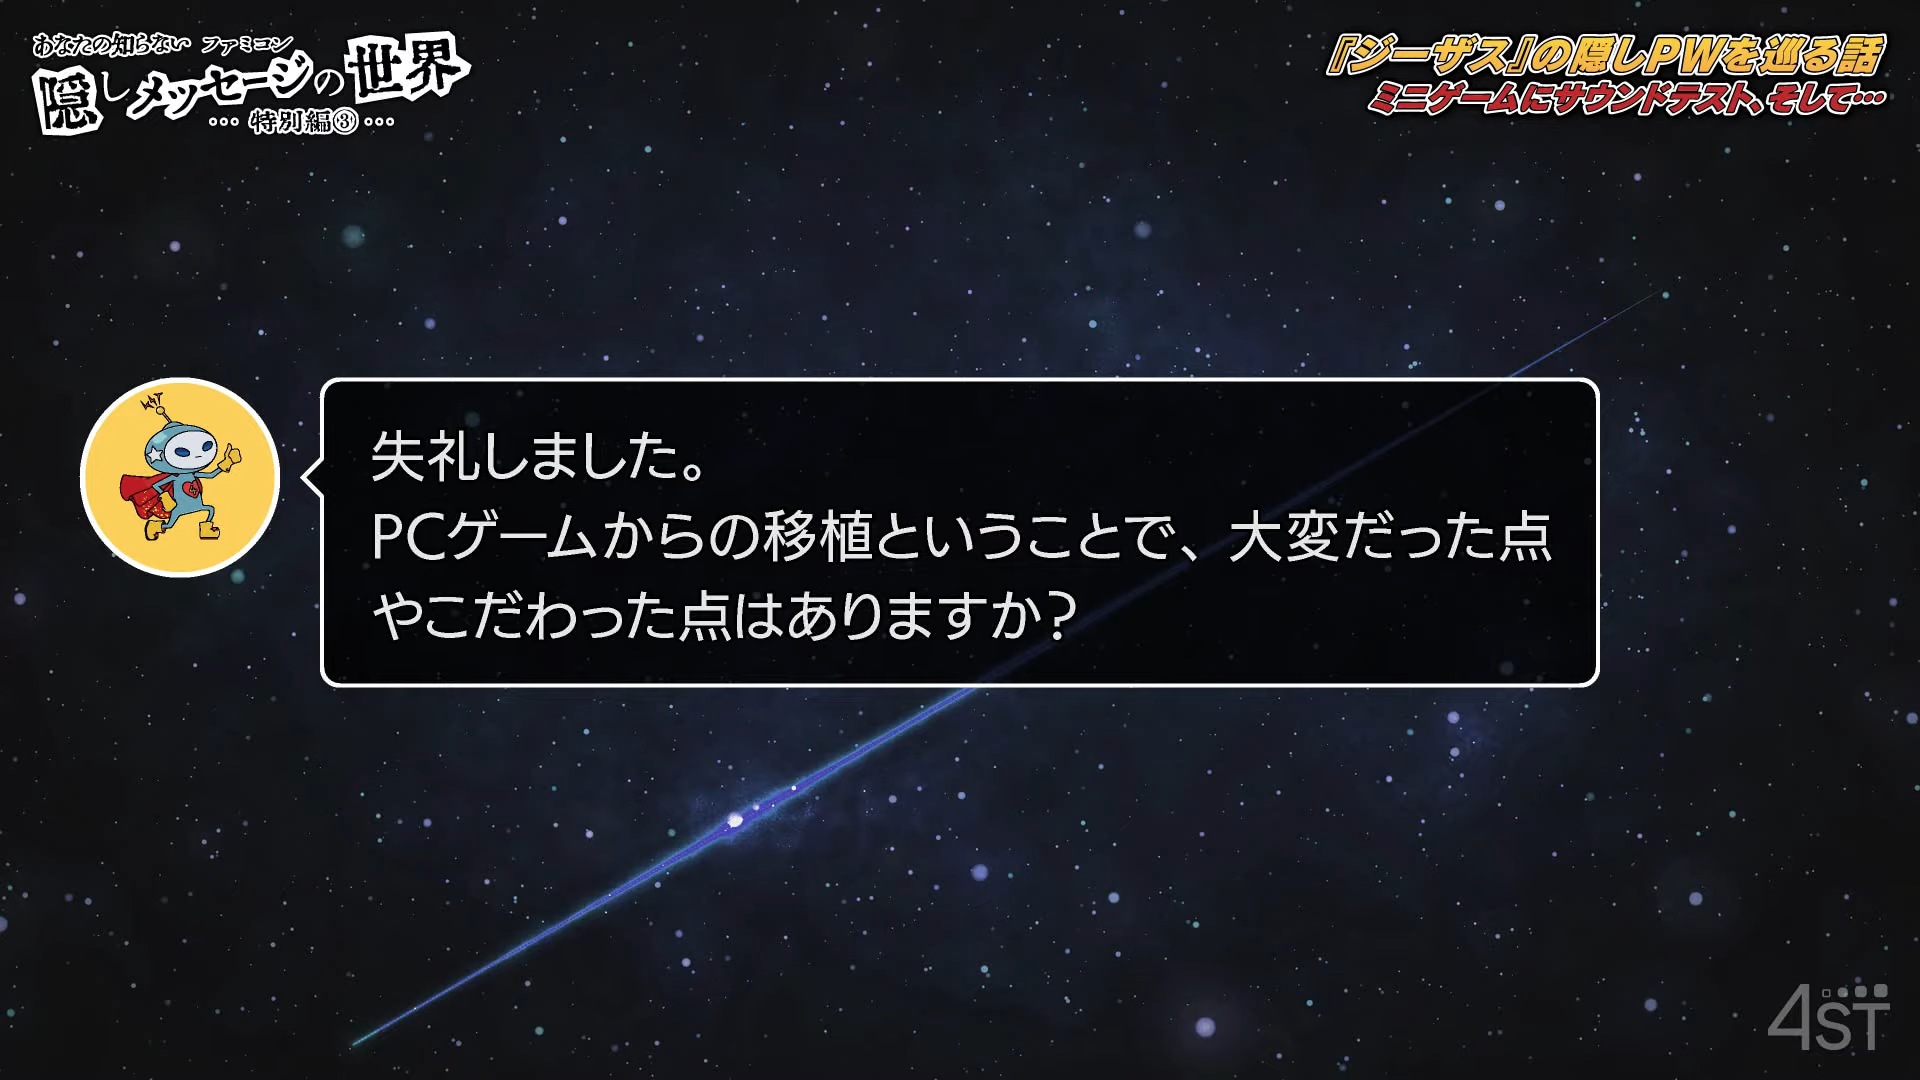 あなたの知らない ファミコン
隠しメッセージの世界
…特別編③…
『ジーザス』の隠しPWを巡る話
ミニゲームにサウンドテスト、そして…
失礼しました。
PCゲームからの移植ということで、大変だった点
やこだわった点はありますか?
4ST